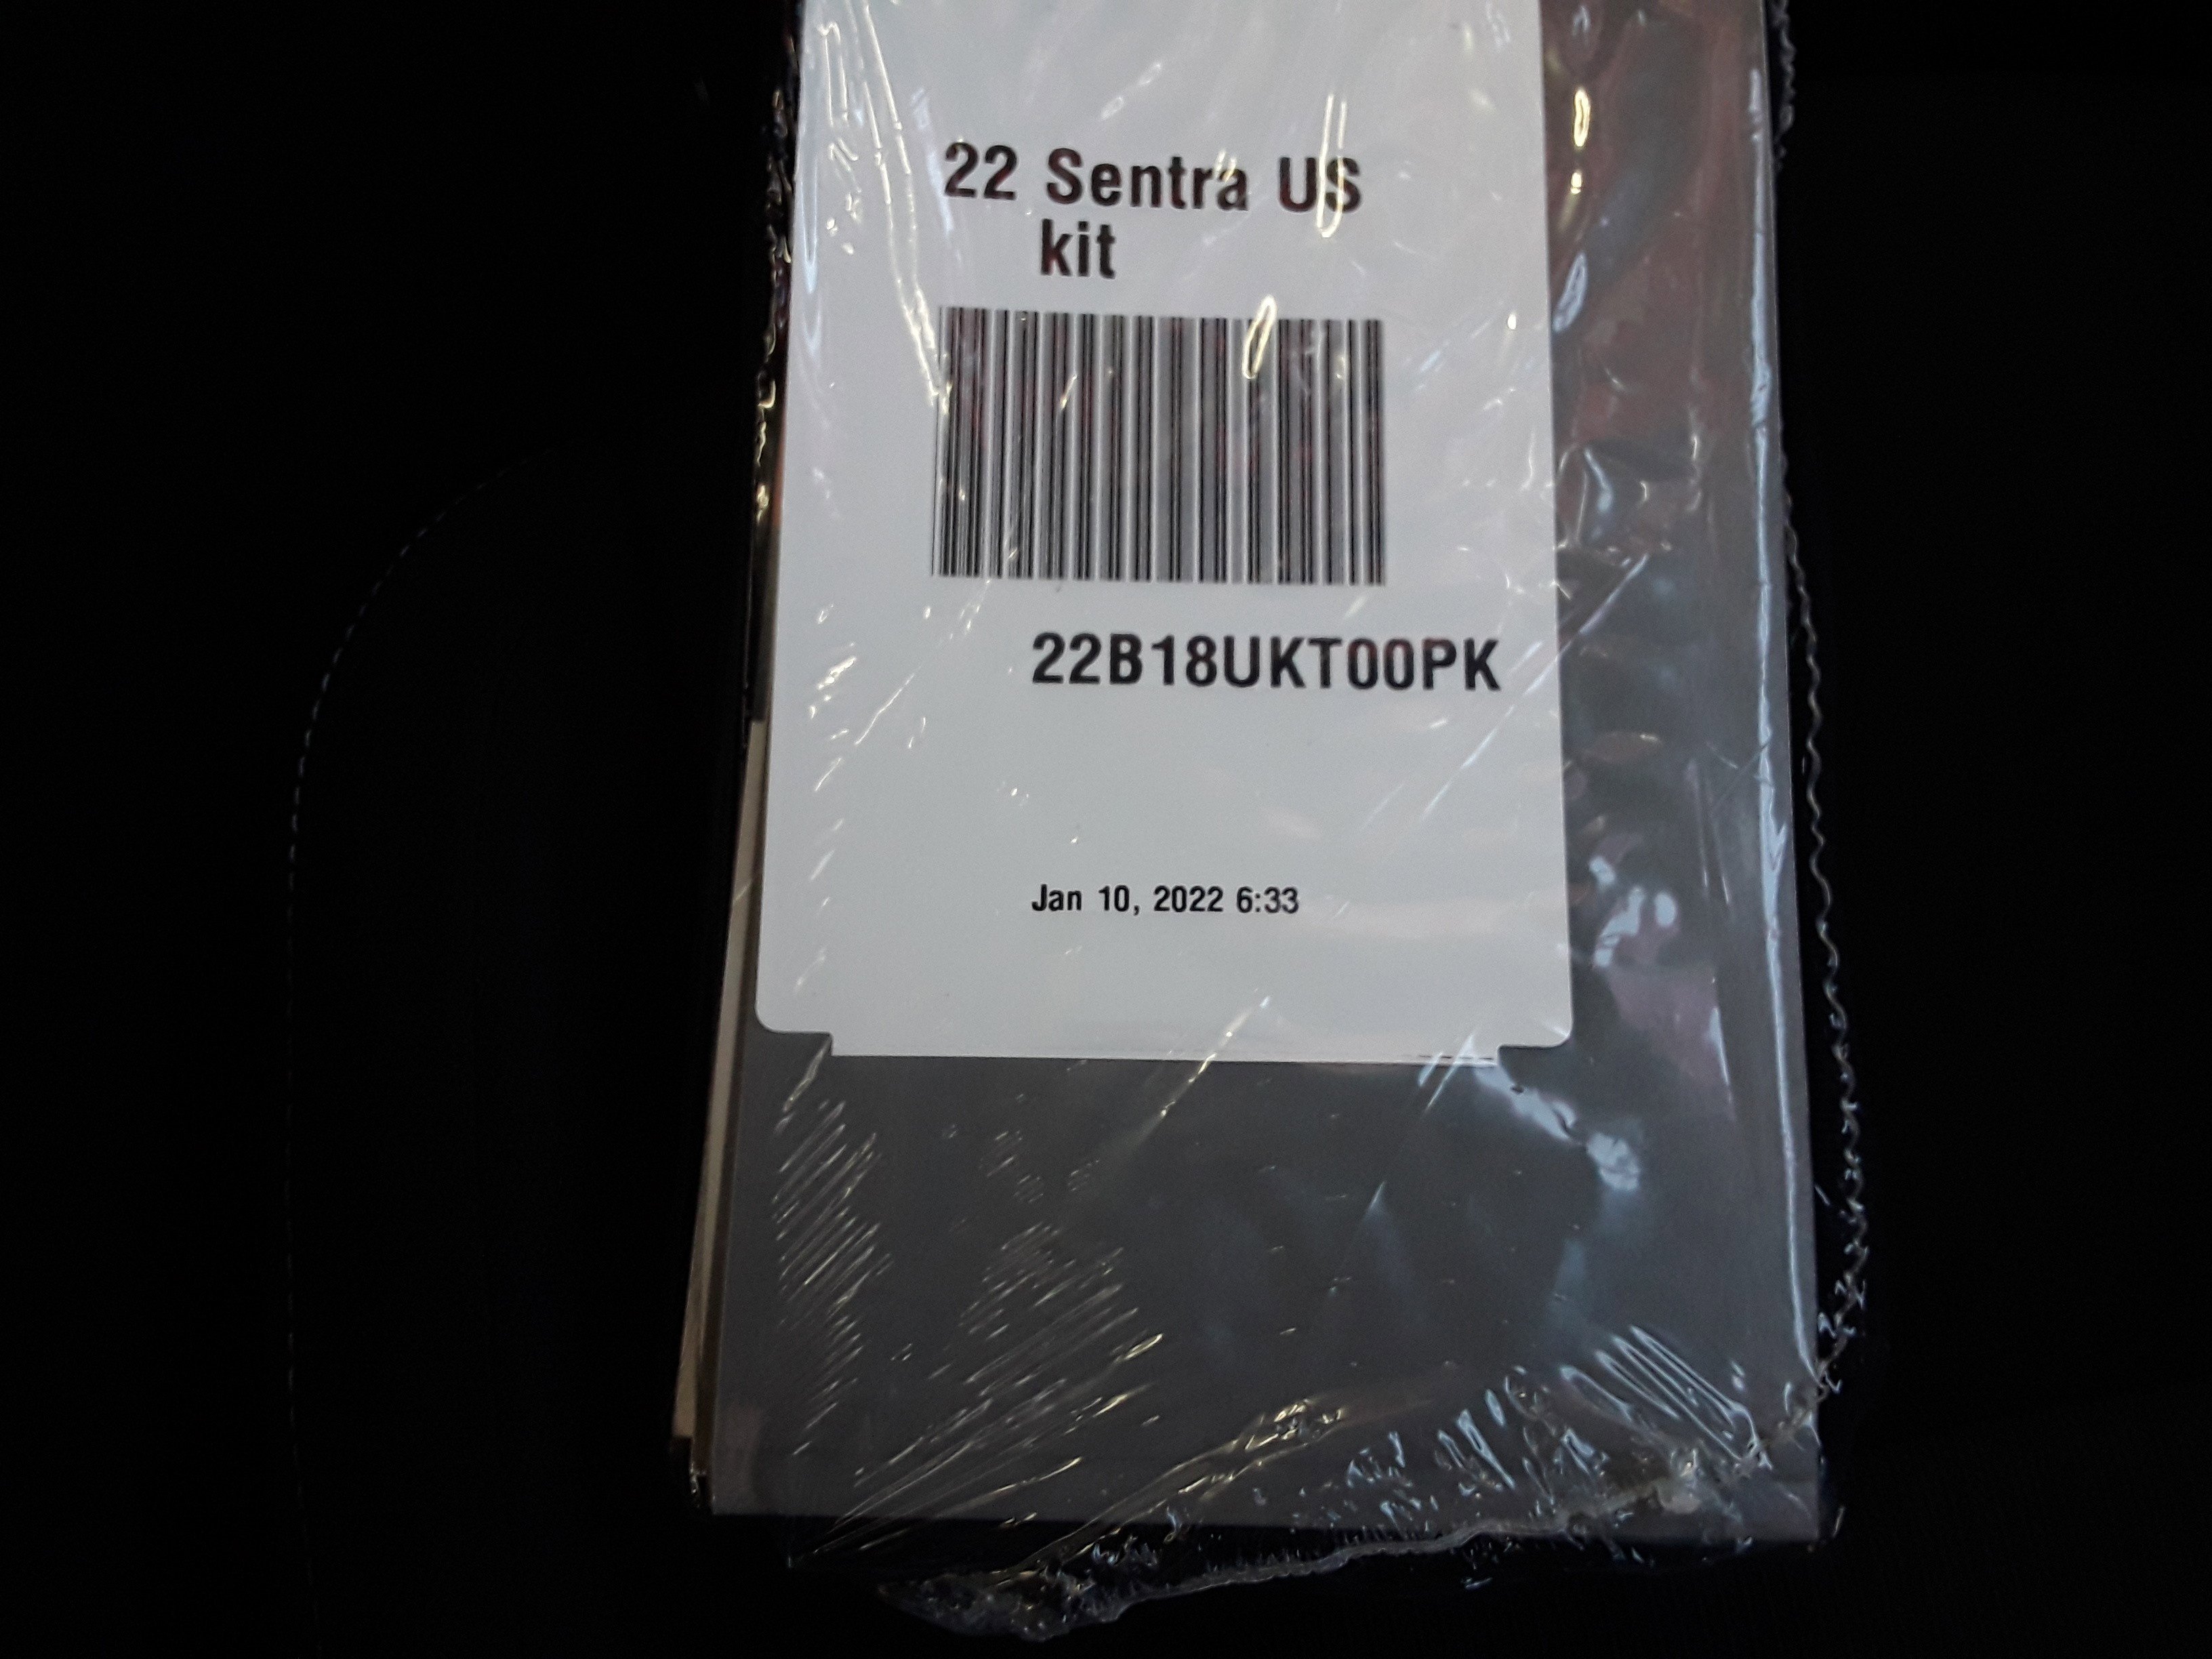 22 Sentra US
kit
22B18UKT00PK
Jan 10, 2022 6:33